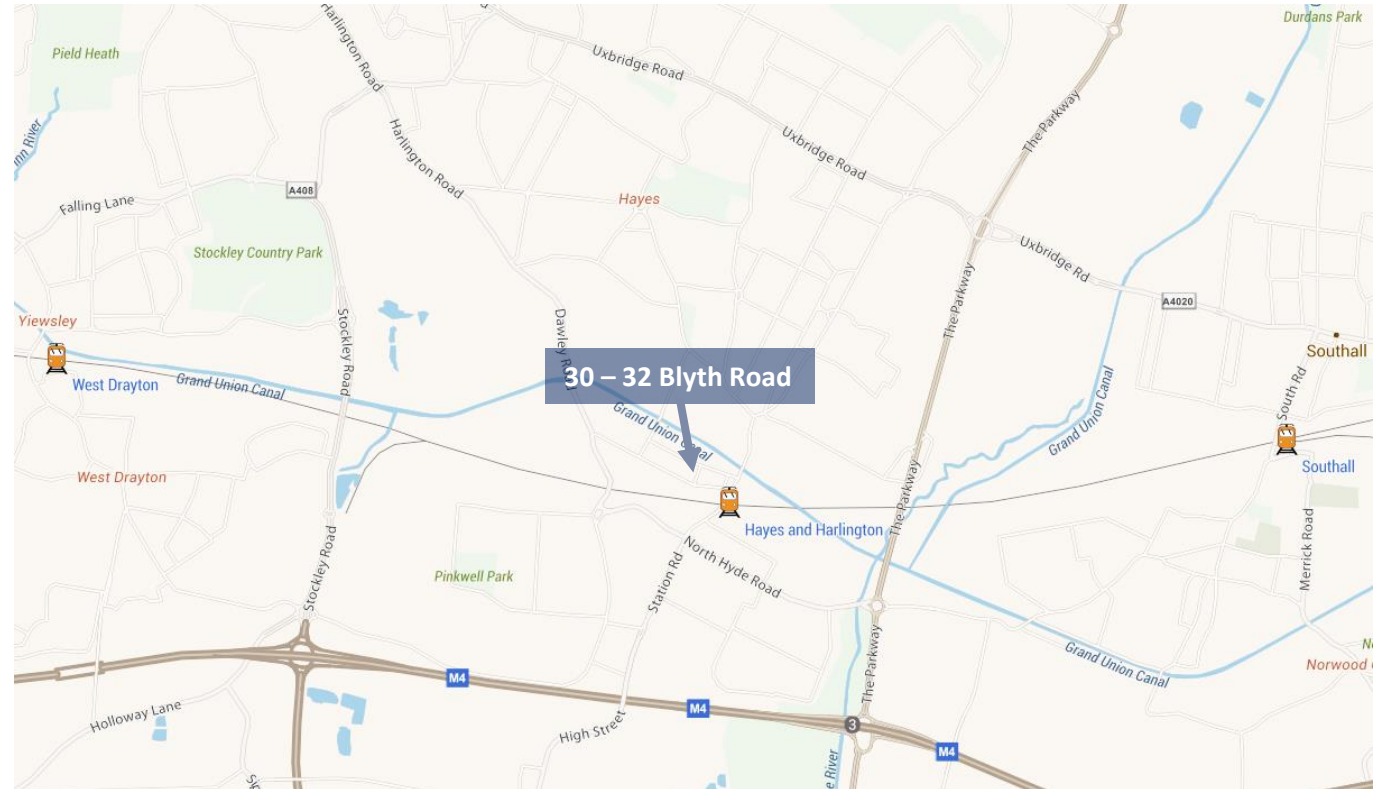 Durdans Park
Harlington Road
Pield Heath
Uxbridge Road
The Parkway
Uxbridge Road
Harlington Road
A408
Hayes
Falling Lane
Stockley Country Park
Uxbridge Rd
The Parkway
A4020
Yiewsley
Stockley Road
Dawley Road
Southall
30 – 32 Blyth Road
West Drayton
Grand Union Canal
Grand Union Canal
Grand Union Canal
South Rd
West Drayton
Southall
The Parkway
Hayes and Harlington
Merrick Road
Stockley Road
North Hyde Road
Pinkwell Park
Station Rd
Grand Union Canal
The Parkway
Norwood
M4
M4
Holloway Lane
High Street
3
M4
River